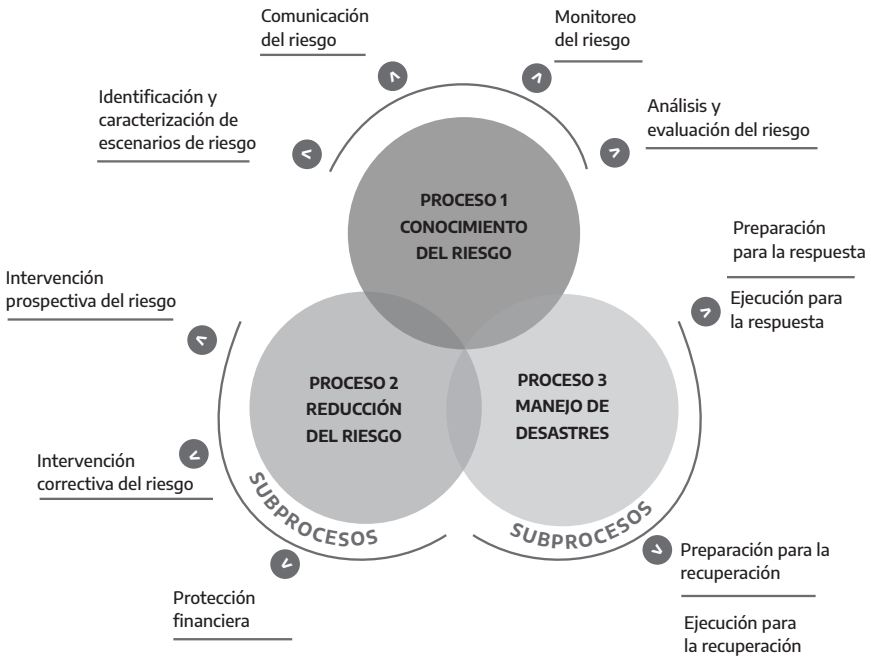 Comunicación
del riesgo
Monitoreo
del riesgo
Identificación y
caracterización de
escenarios de riesgo
Análisis y
evaluación del riesgo
PROCESO 1
CONOCIMIENTO
DEL RIESGO
Preparación
para la respuesta
Ejecución para
la respuesta
Intervención
prospectiva del riesgo
PROCESO 2
REDUCCIÓN
DEL RIESGO
PROCESO 3
MANEJO DE
DESASTRES
Intervención
correctiva del riesgo
SUBPROCESOS
SUBPROCESOS
Protección
financiera
Preparación para la
recuperación
Ejecución para
la recuperación